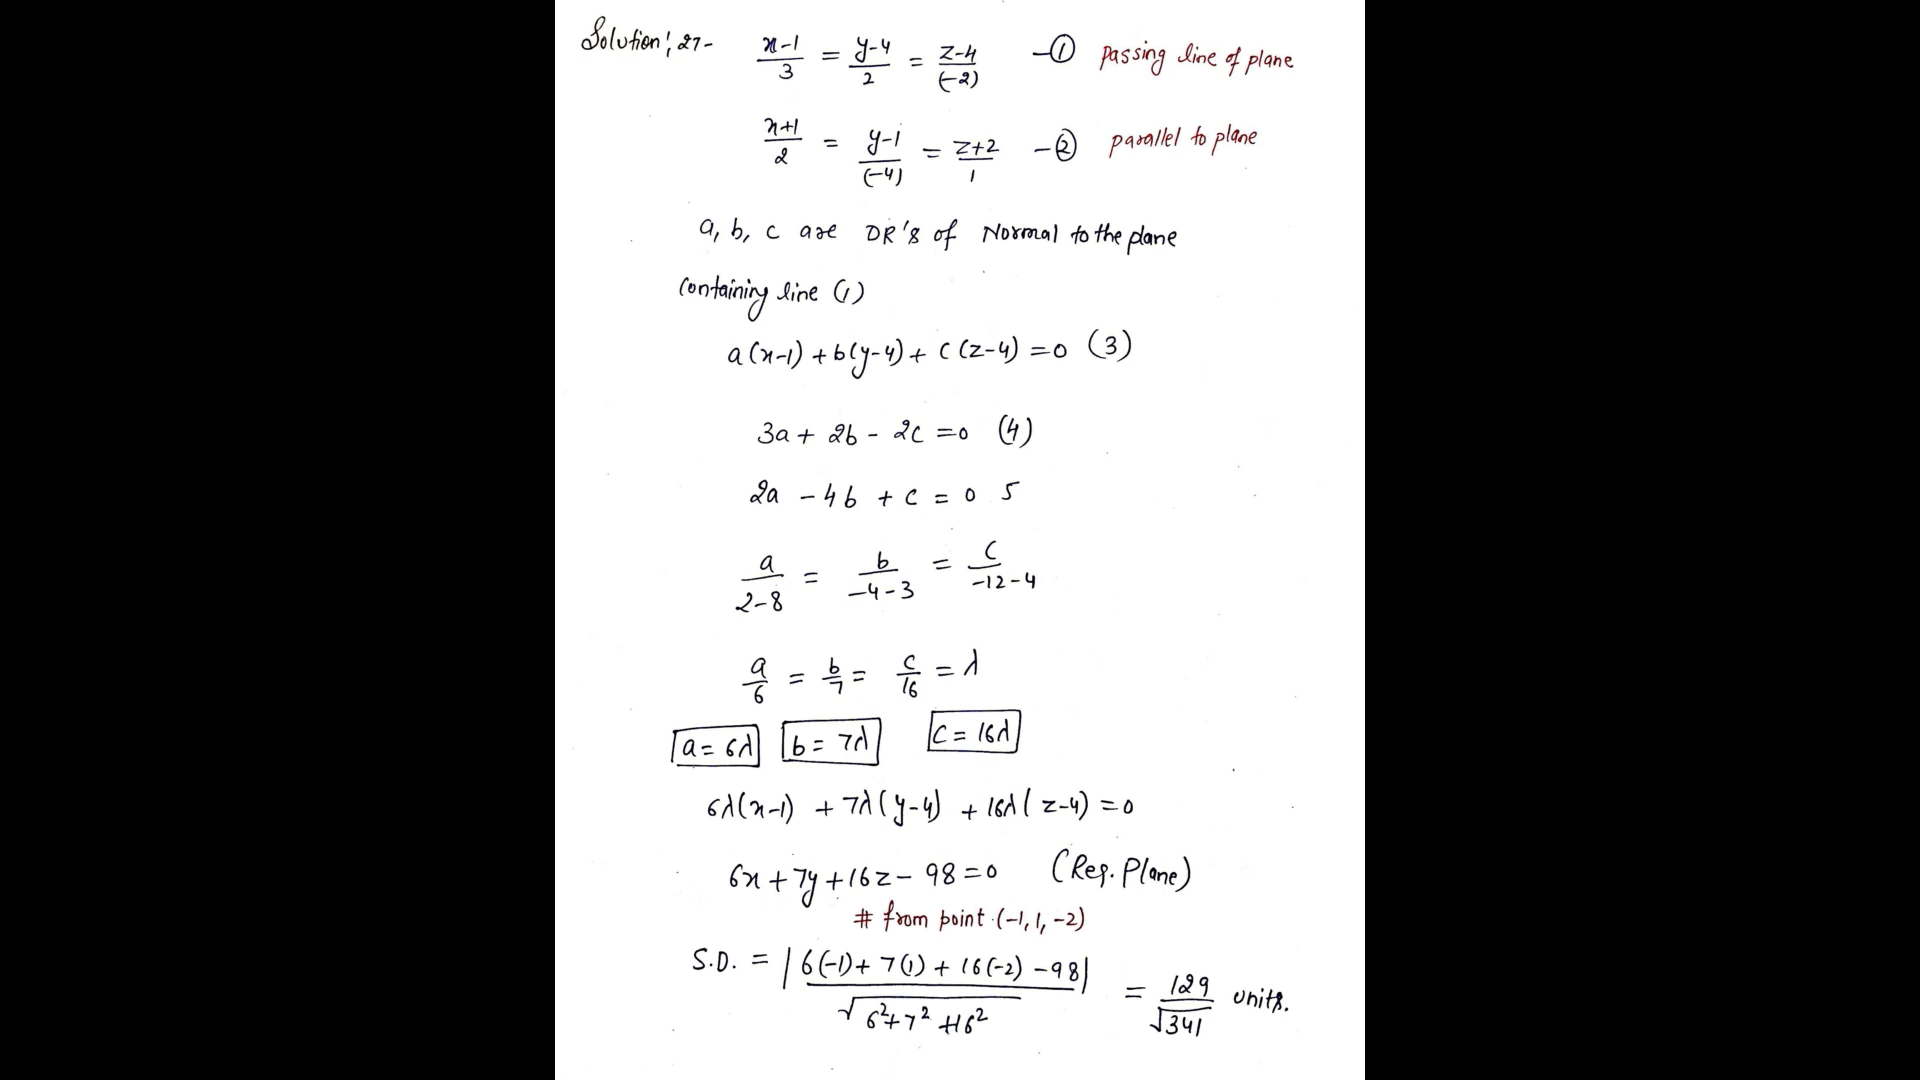 Solution! 27- (x-1)/3 = (y-4)/2 = (z-4)/(-2) -① passing line of plane
(x+1)/2 = (y-1)/(-4) = (z+2)/1 -② parallel to plane
a, b, c are DR's of Normal to the plane
containing line (1)
a(x-1) + b(y-4) + c(z-4) = 0 (3)
3a + 2b - 2c = 0 (4)
2a - 4b + c = 0 5
a/(2-8) = b/(-4-3) = c/(-12-4)
a/6 = b/7 = c/16 = λ
a = 6λ b = 7λ c = 16λ
6λ(x-1) + 7λ(y-4) + 16λ(z-4) = 0
6x + 7y + 16z - 98 = 0 (Req. Plane)
# from point (-1, 1, -2)
S.D. = |6(-1) + 7(1) + 16(-2) - 98| / √6²+7²+16² = 129/√341 units.